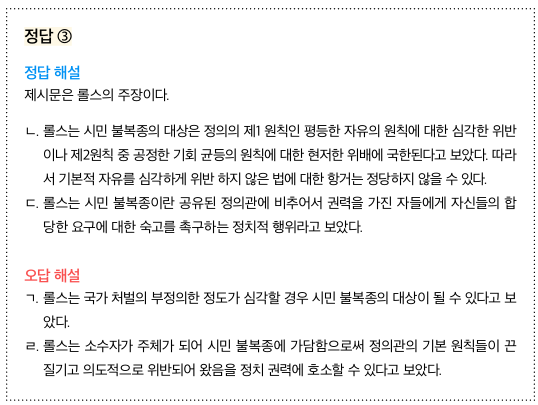 정답 ③
정답 해설
제시문은 롤스의 주장이다.
ㄴ. 롤스는 시민 불복종의 대상은 정의의 제1 원칙인 평등한 자유의 원칙에 대한 심각한 위반
이나 제2원칙 중 공정한 기회 균등의 원칙에 대한 현저한 위배에 국한된다고 보았다. 따라
서 기본적 자유를 심각하게 위반 하지 않은 법에 대한 항거는 정당하지 않을 수 있다.
ㄷ. 롤스는 시민 불복종이란 공유된 정의관에 비추어서 권력을 가진 자들에게 자신들의 합
당한 요구에 대한 숙고를 촉구하는 정치적 행위라고 보았다.
오답 해설
ㄱ. 롤스는 국가 처벌의 부정의한 정도가 심각할 경우 시민 불복종의 대상이 될 수 있다고 보
았다.
ㄹ. 롤스는 소수자가 주체가 되어 시민 불복종에 가담함으로써 정의관의 기본 원칙들이 끈
질기고 의도적으로 위반되어 왔음을 정치 권력에 호소할 수 있다고 보았다.